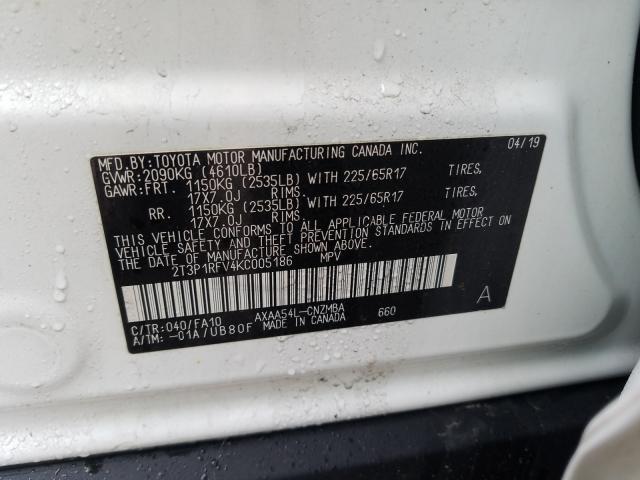 MFD.BY:TOYOTA MOTOR MANUFACTURING CANADA INC. 04/19
GVWR:2090KG (4610LB)
GAWR:FRT. 1150KG (2535LB) WITH 225/65R17 TIRES,
17X7.0J RIMS.
RR. 1150KG (2535LB) WITH 225/65R17 TIRES,
17X7.0J RIMS.
THIS VEHICLE CONFORMS TO ALL APPLICABLE FEDERAL MOTOR
VEHICLE SAFETY AND THEFT PREVENTION STANDARDS IN EFFECT ON
THE DATE OF MANUFACTURE SHOWN ABOVE.
2T3P1RFV4KC005186 MPV
A
C/TR:040/FA10 AXAA54L-CNZMBA 660
A/TM:-01A/UB80F MADE IN CANADA